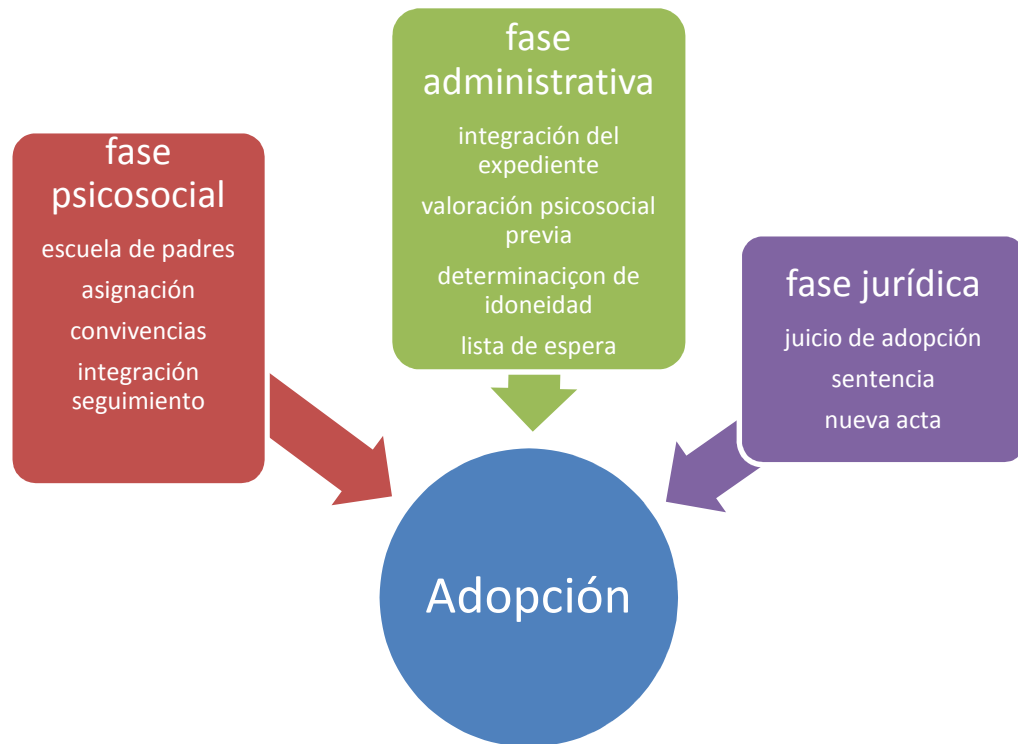 fase
psicosocial
escuela de padres
asignación
convivencias
integración
seguimiento
fase
administrativa
integración del
expediente
valoración psicosocial
previa
determinaciçon de
idoneidad
lista de espera
fase jurídica
juicio de adopción
sentencia
nueva acta
Adopción